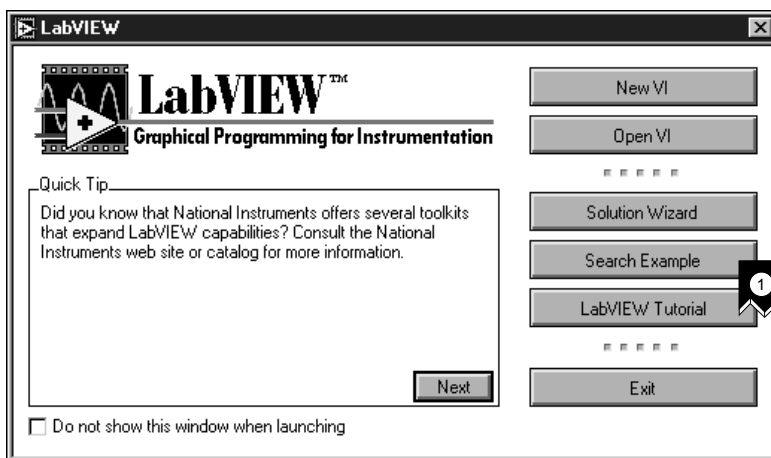 LabVIEW
LabVIEW™
Graphical Programming for Instrumentation
Quick Tip
Did you know that National Instruments offers several toolkits
that expand LabVIEW capabilities? Consult the National
Instruments web site or catalog for more information.
Next
Do not show this window when launching
New VI
Open VI
Solution Wizard
Search Example
1
LabVIEW Tutorial
Exit